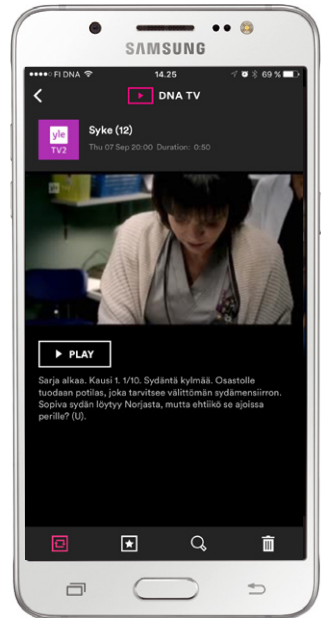 SAMSUNG
FI DNA 14.25 69 %
DNA TV
yle
TV2
Syke (12)
Thu 07 Sep 20:00 Duration: 0:50
PLAY
Sarja alkaa. Kausi 1. 1/10. Sydäntä kylmää. Osastolle
tuodaan potilas, joka tarvitsee välittömän sydämensiirron.
Sopiva sydän löytyy Norjasta, mutta ehtiikö se ajoissa
perille? (U).